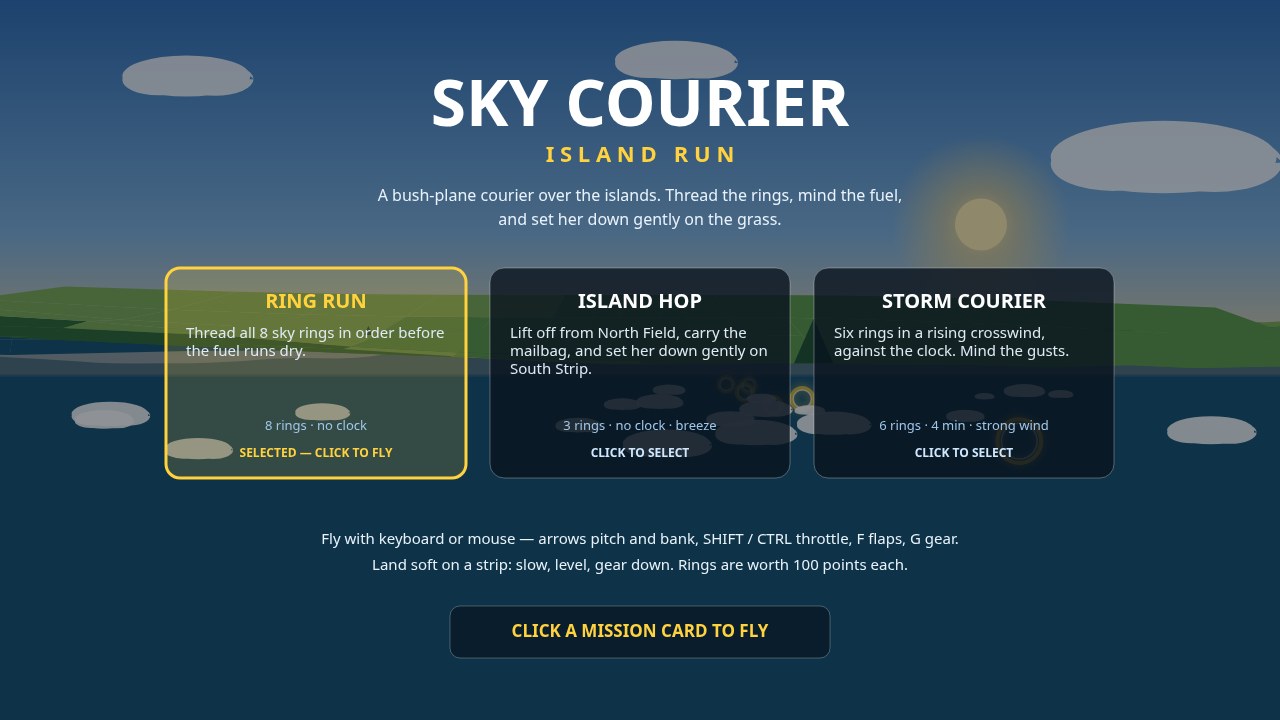 SKY COURIER
ISLAND RUN
A bush-plane courier over the islands. Thread the rings, mind the fuel,
and set her down gently on the grass.
RING RUN
Thread all 8 sky rings in order before
the fuel runs dry.
8 rings · no clock
SELECTED — CLICK TO FLY
ISLAND HOP
Lift off from North Field, carry the
mailbag, and set her down gently on
South Strip.
3 rings · no clock · breeze
CLICK TO SELECT
STORM COURIER
Six rings in a rising crosswind,
against the clock. Mind the gusts.
6 rings · 4 min · strong wind
CLICK TO SELECT
Fly with keyboard or mouse — arrows pitch and bank, SHIFT / CTRL throttle, F flaps, G gear.
Land soft on a strip: slow, level, gear down. Rings are worth 100 points each.
CLICK A MISSION CARD TO FLY